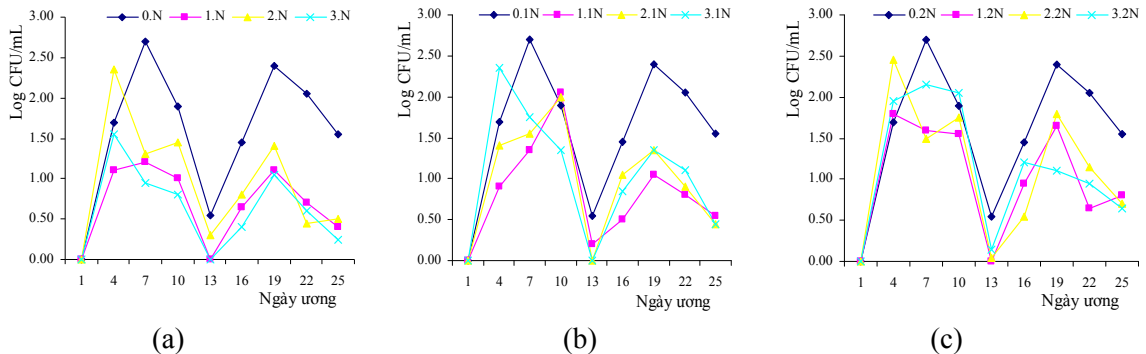 0.N 1.N 2.N 3.N
Log CFU/mL
3.00
2.50
2.00
1.50
1.00
0.50
0.00
1 4 7 10 13 16 19 22 25
Ngày ương
(a)
0.1N 1.1N 2.1N 3.1N
Log CFU/mL
3.00
2.50
2.00
1.50
1.00
0.50
0.00
1 4 7 10 13 16 19 22 25
Ngày ương
(b)
0.2N 1.2N 2.2N 3.2N
Log CFU/mL
3.00
2.50
2.00
1.50
1.00
0.50
0.00
1 4 7 10 13 16 19 22 25
Ngày ương
(c)